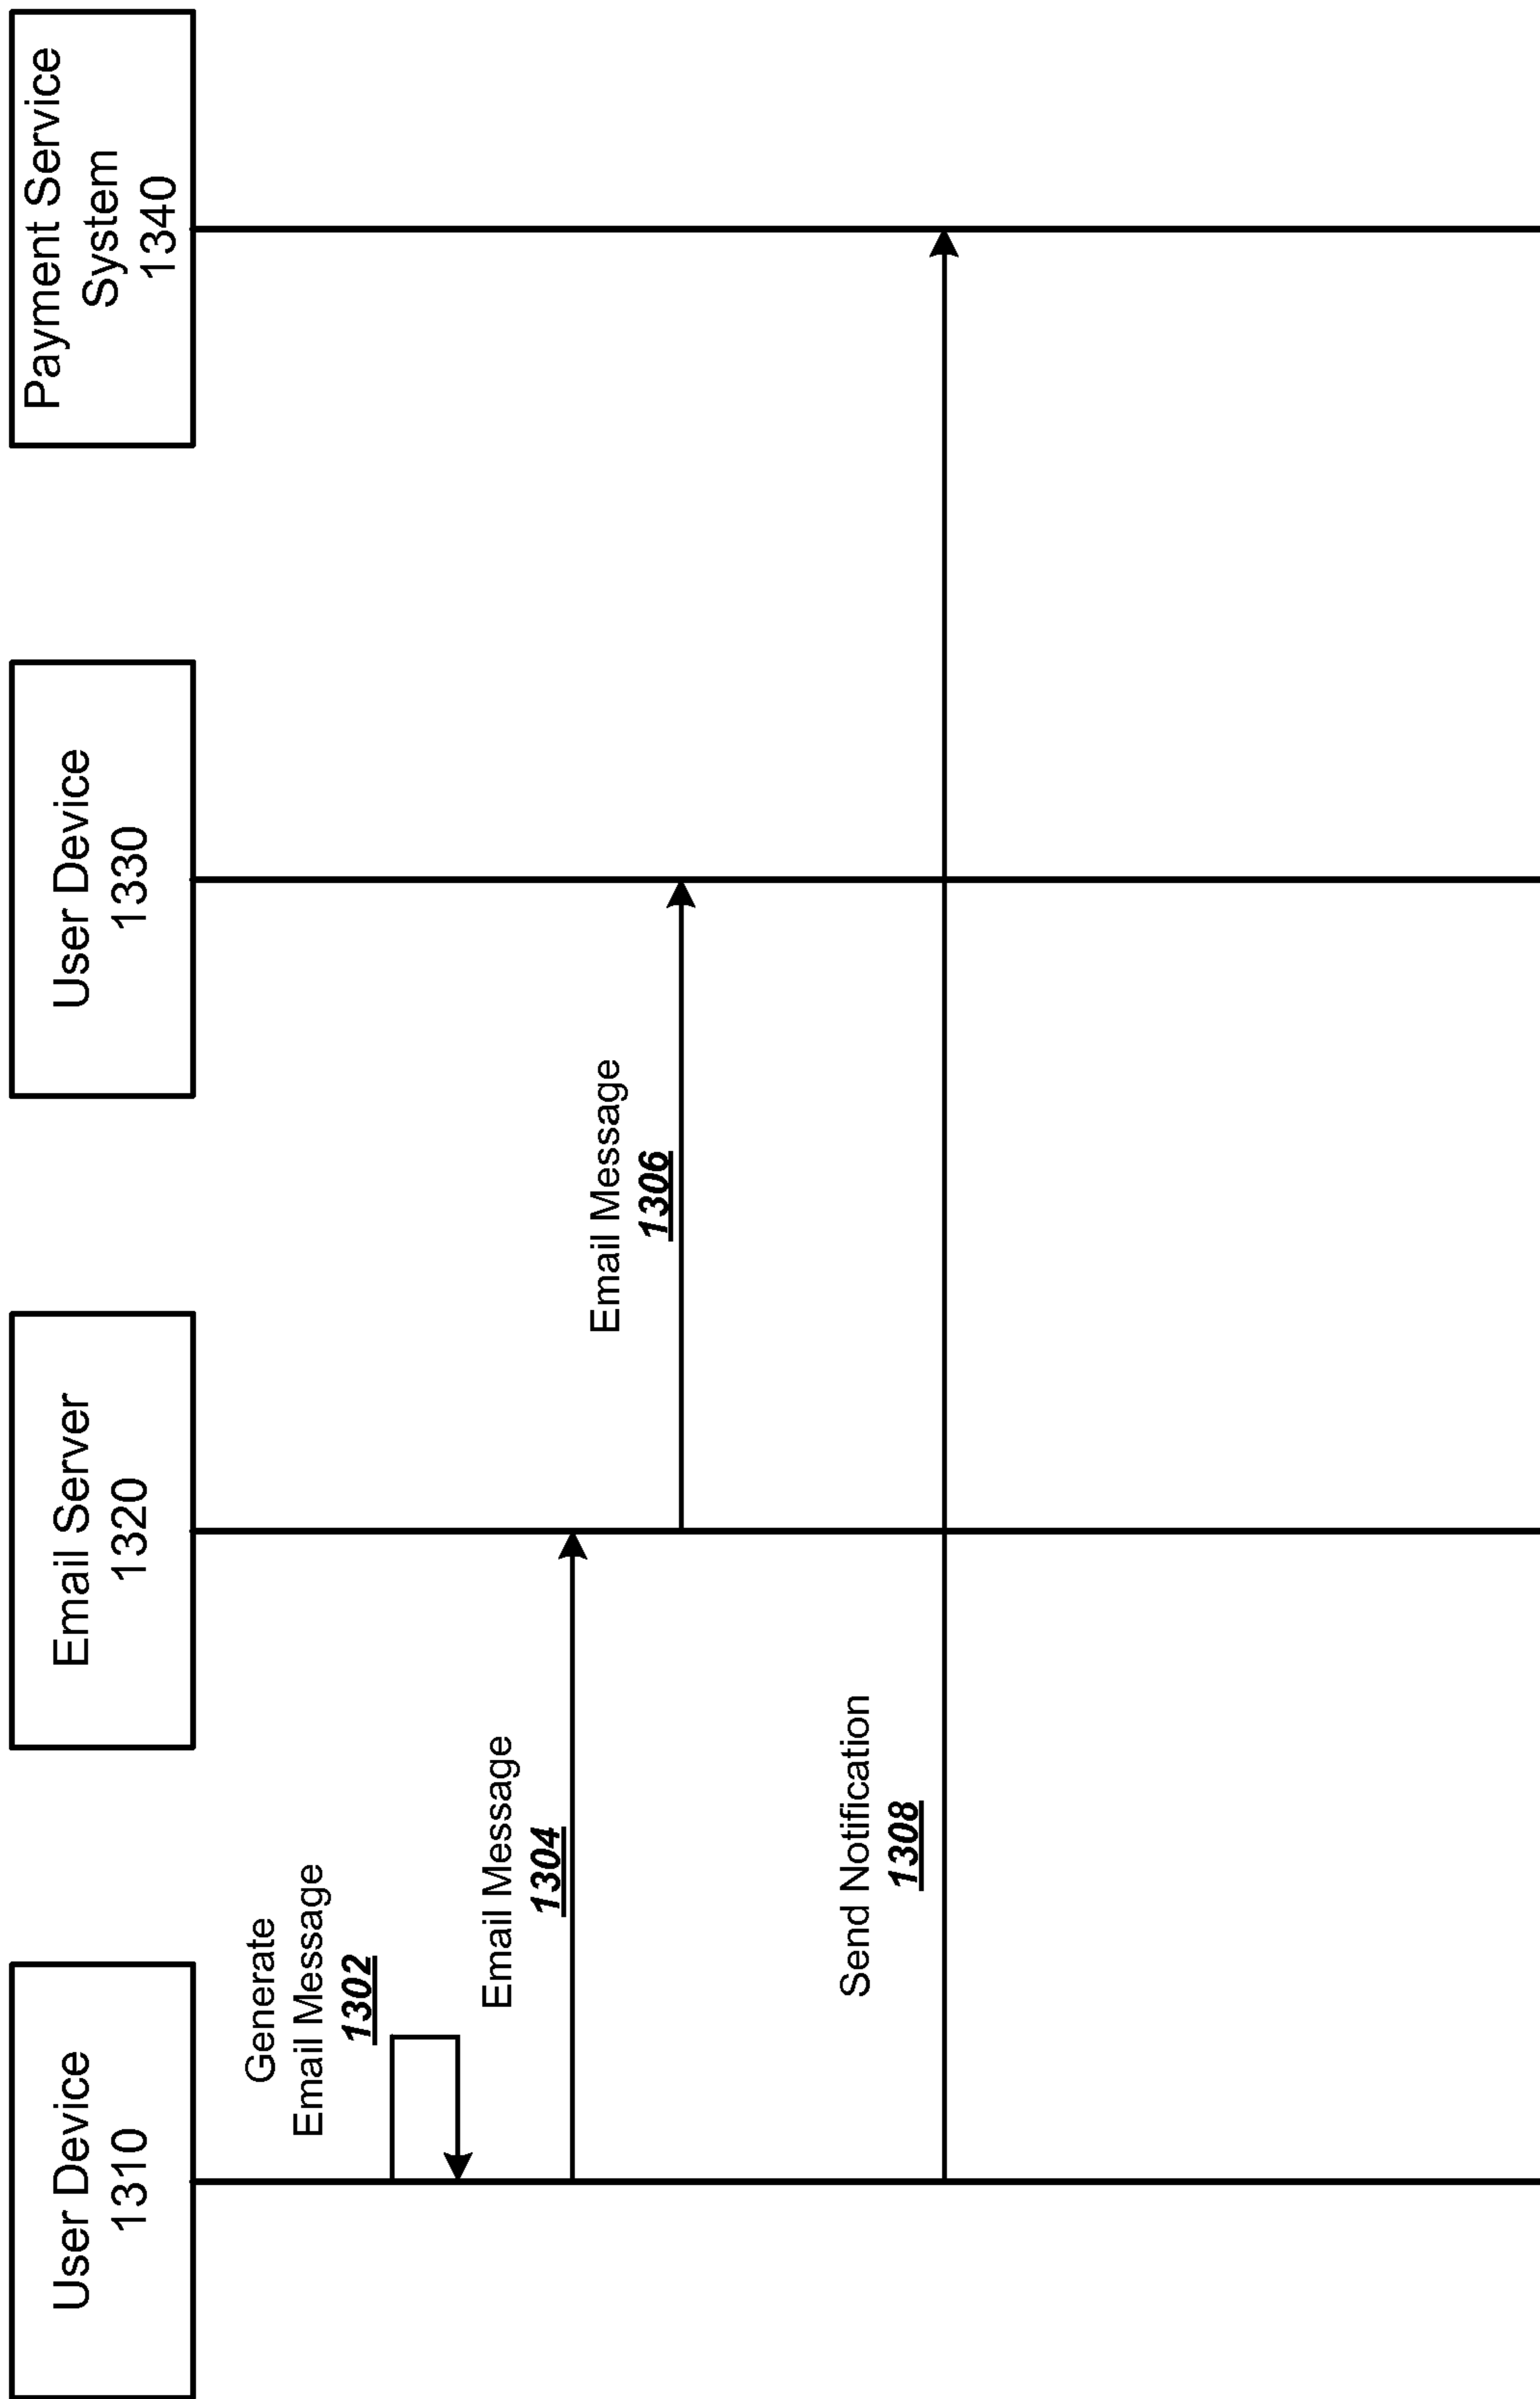 User Device
1310
Email Server
1320
User Device
1330
Payment Service
System
1340
Generate
Email Message
1302
Email Message
1304
Email Message
1306
Send Notification
1308